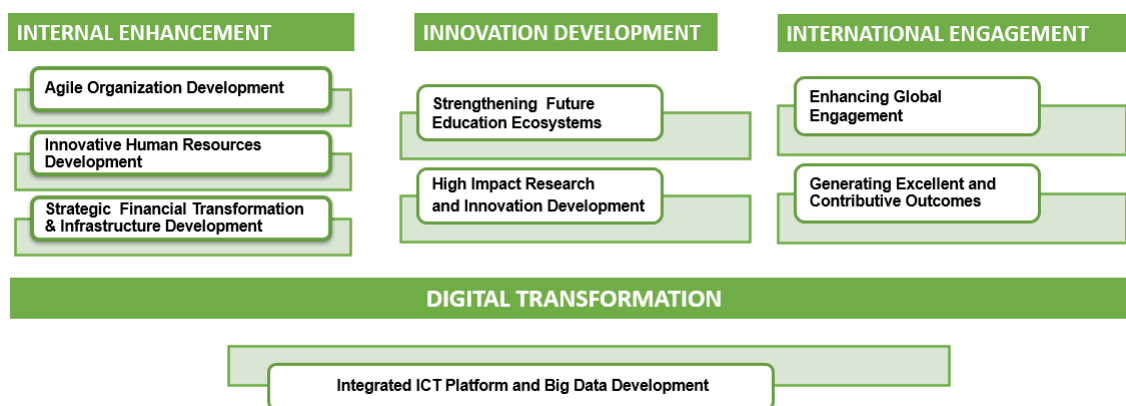 INTERNAL ENHANCEMENT
Agile Organization Development
Innovative Human Resources
Development
Strategic Financial Transformation
& Infrastructure Development
INNOVATION DEVELOPMENT
Strengthening Future
Education Ecosystems
High Impact Research
and Innovation Development
INTERNATIONAL ENGAGEMENT
Enhancing Global
Engagement
Generating Excellent and
Contributive Outcomes
DIGITAL TRANSFORMATION
Integrated ICT Platform and Big Data Development